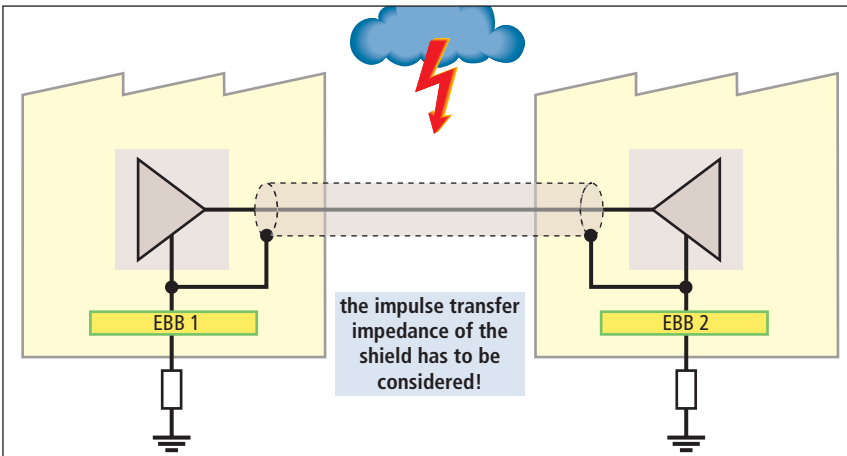 the impulse transfer
impedance of the
shield has to be
considered!
EBB 1
EBB 2